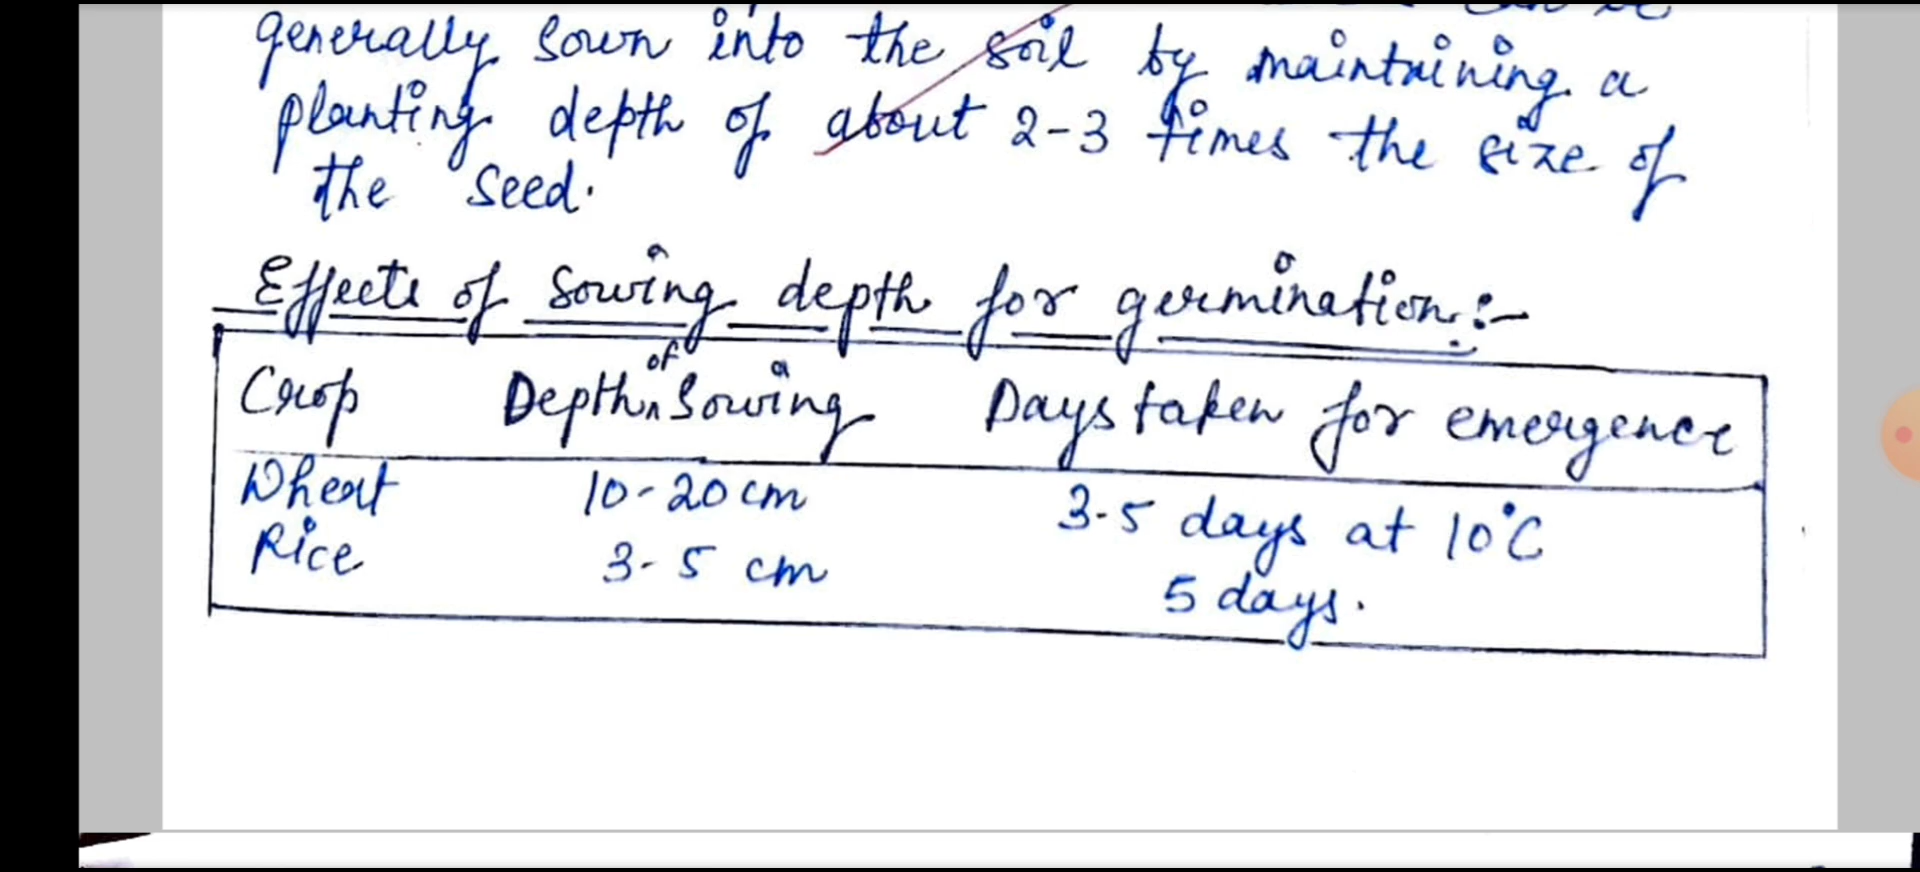 generally sown into the soil by maintaining a
planting depth of about 2-3 times the size of
the seed.
Effects of sowing depth for germination:-
Crop Depth of Sowing Days taken for emergence
Wheat 10-20 cm 3-5 days at 10°C
Rice 3-5 cm 5 days.